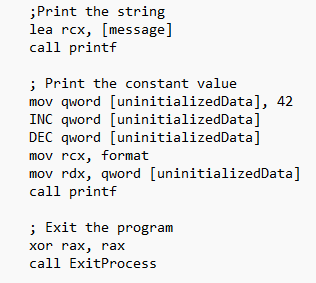 ;Print the string
lea rcx, [message]
call printf

; Print the constant value
mov qword [uninitializedData], 42
INC qword [uninitializedData]
DEC qword [uninitializedData]
mov rcx, format
mov rdx, qword [uninitializedData]
call printf

; Exit the program
xor rax, rax
call ExitProcess